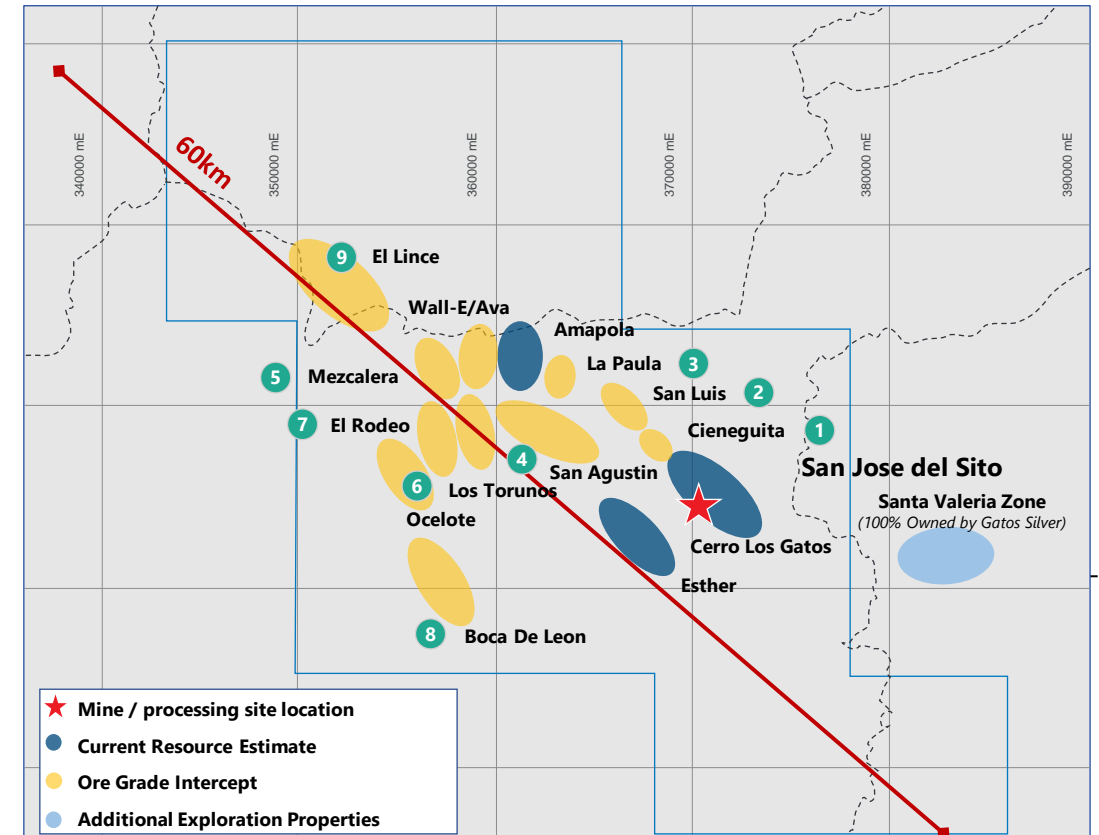 340000 mE
350000 mE
360000 mE
370000 mE
380000 mE
390000 mE
60km
9 El Lince
Wall-E/Ava
Amapola
La Paula
3
5 Mezcalera
San Luis
2
7 El Rodeo
Cieneguita
1
4
San Agustin
San Jose del Sito
6
Los Torunos
Santa Valeria Zone
(100% Owned by Gatos Silver)
Ocelote
Cerro Los Gatos
Esther
8 Boca De Leon
Mine / processing site location
Current Resource Estimate
Ore Grade Intercept
Additional Exploration Properties